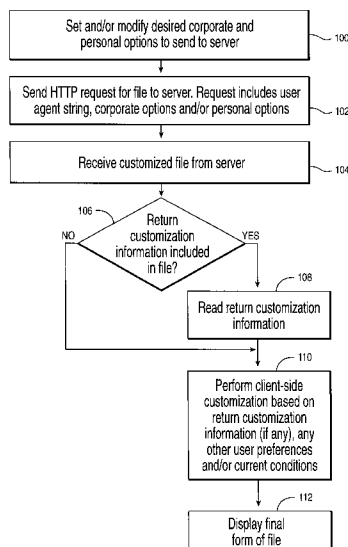 Set and/or modify desired corporate and
personal options to send to server
100
Send HTTP request for file to server. Request includes user
agent string, corporate options and/or personal options
102
Receive customized file from server
104
106
Return
customization
information included
in file?
NO
YES
108
Read return customization
information
110
Perform client-side
customization based on
return customization
information (if any), any
other user preferences
and/or current conditions
112
Display final
form of file